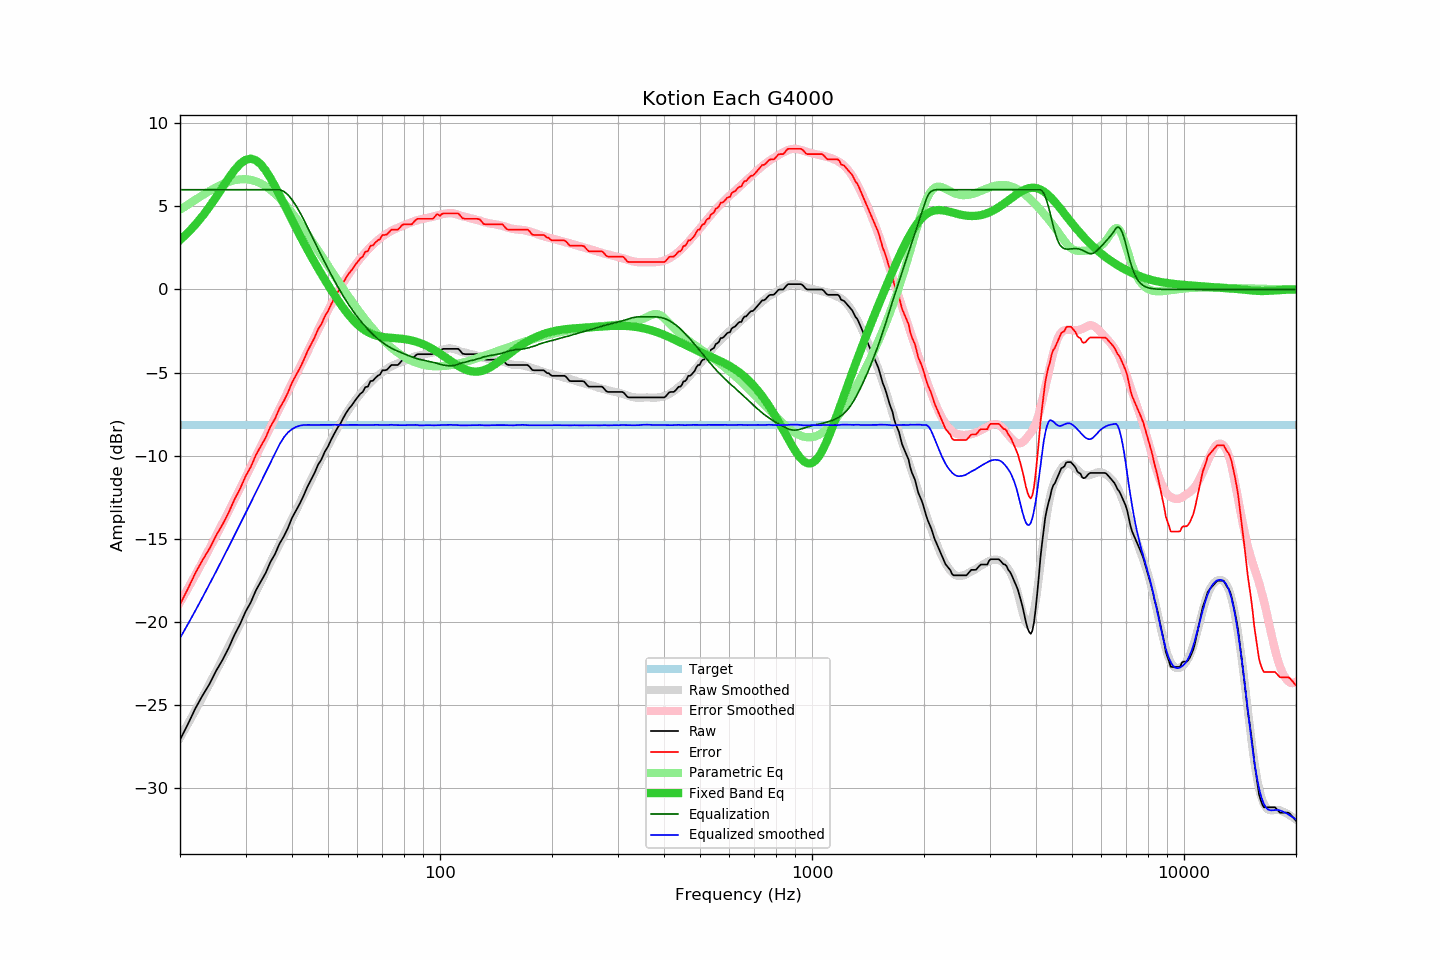 Kotion Each G4000
10
5
0
−5
−10
−15
−20
−25
−30
Amplitude (dBr)
Target
Raw Smoothed
Error Smoothed
Raw
Error
Parametric Eq
Fixed Band Eq
Equalization
Equalized smoothed
100 1000 10000
Frequency (Hz)